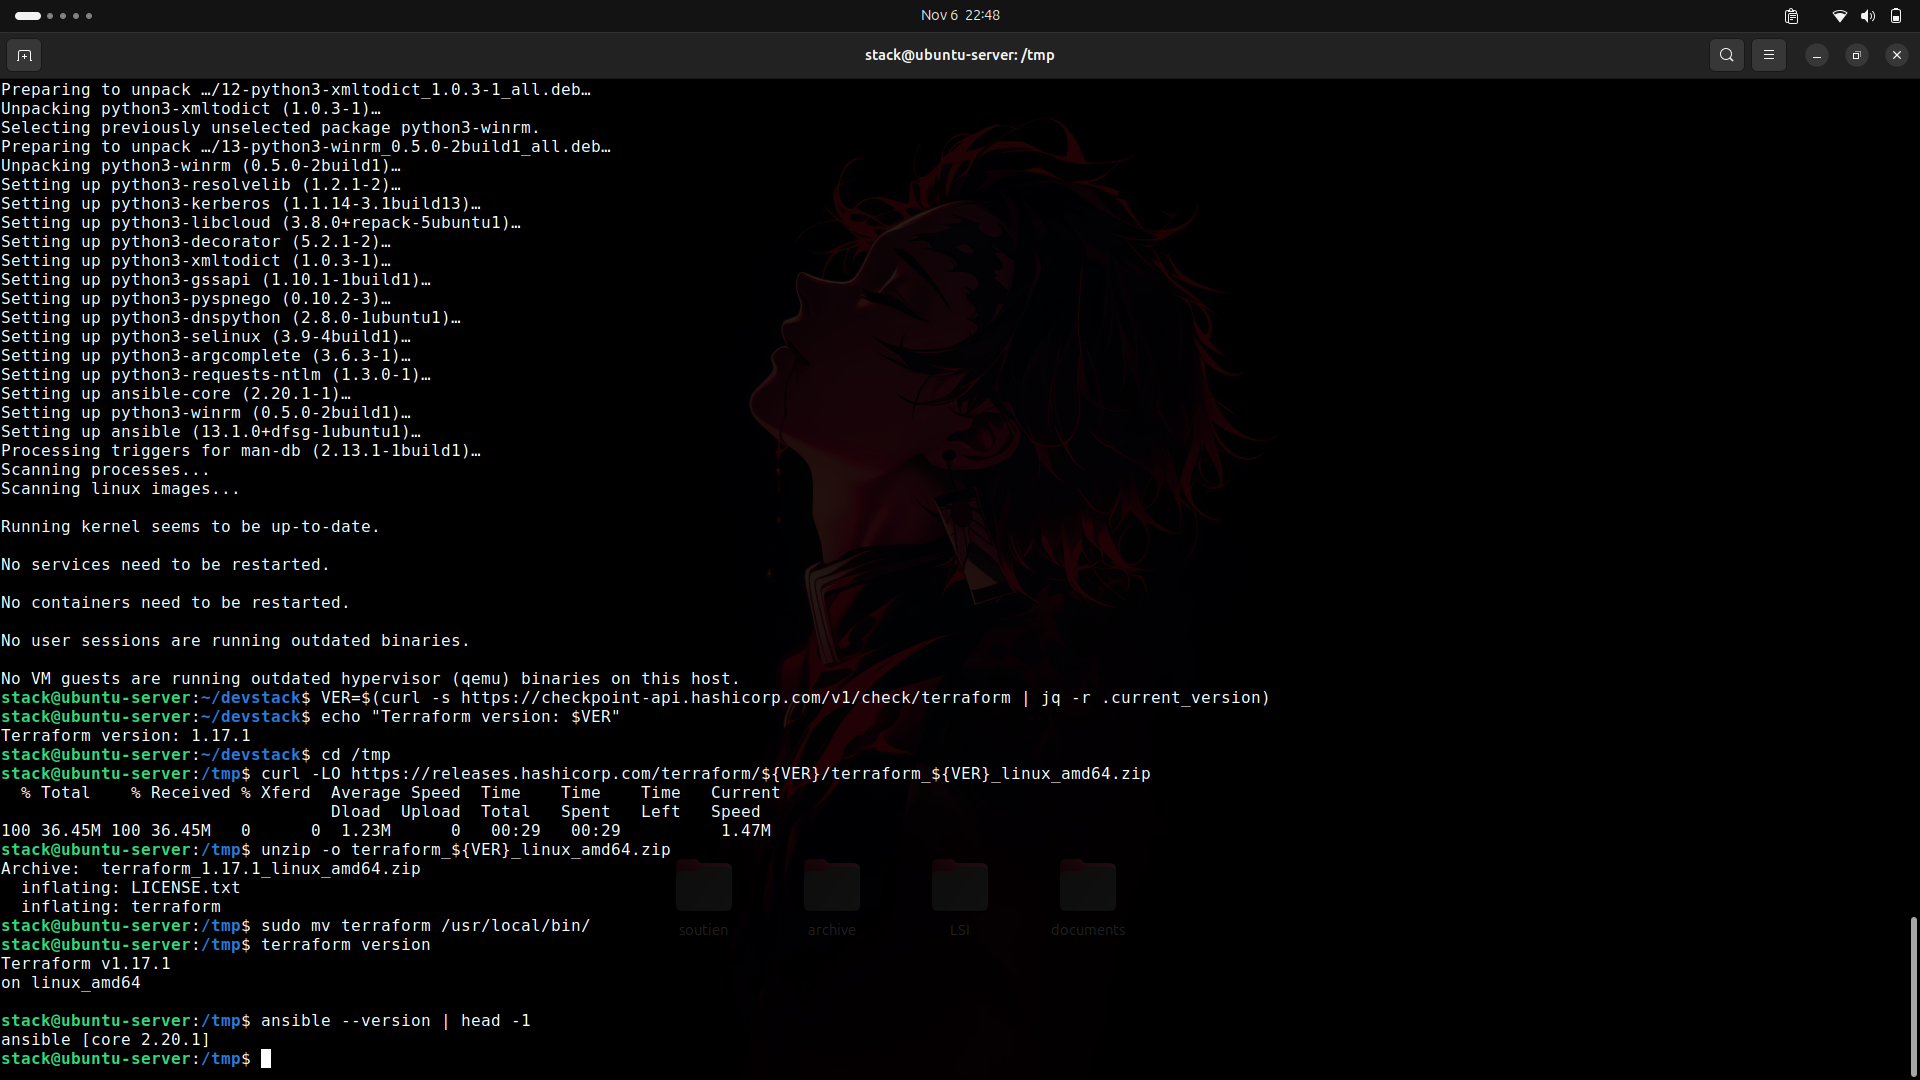 Nov 6 22:48
stack@ubuntu-server: /tmp
Preparing to unpack …/12-python3-xmltodict_1.0.3-1_all.deb…
Unpacking python3-xmltodict (1.0.3-1)…
Selecting previously unselected package python3-winrm.
Preparing to unpack …/13-python3-winrm_0.5.0-2build1_all.deb…
Unpacking python3-winrm (0.5.0-2build1)…
Setting up python3-resolvelib (1.2.1-2)…
Setting up python3-kerberos (1.1.14-3.1build13)…
Setting up python3-libcloud (3.8.0+repack-5ubuntu1)…
Setting up python3-decorator (5.2.1-2)…
Setting up python3-xmltodict (1.0.3-1)…
Setting up python3-gssapi (1.10.1-1build1)…
Setting up python3-pyspnego (0.10.2-3)…
Setting up python3-dnspython (2.8.0-1ubuntu1)…
Setting up python3-selinux (3.9-4build1)…
Setting up python3-argcomplete (3.6.3-1)…
Setting up python3-requests-ntlm (1.3.0-1)…
Setting up ansible-core (2.20.1-1)…
Setting up python3-winrm (0.5.0-2build1)…
Setting up ansible (13.1.0+dfsg-1ubuntu1)…
Processing triggers for man-db (2.13.1-1build1)…
Scanning processes...
Scanning linux images...
Running kernel seems to be up-to-date.
No services need to be restarted.
No containers need to be restarted.
No user sessions are running outdated binaries.
No VM guests are running outdated hypervisor (qemu) binaries on this host.
stack@ubuntu-server:~/devstack$ VER=$(curl -s https://checkpoint-api.hashicorp.com/v1/check/terraform | jq -r .current_version)
stack@ubuntu-server:~/devstack$ echo "Terraform version: $VER"
Terraform version: 1.17.1
stack@ubuntu-server:~/devstack$ cd /tmp
stack@ubuntu-server:/tmp$ curl -LO https://releases.hashicorp.com/terraform/${VER}/terraform_${VER}_linux_amd64.zip
  % Total    % Received % Xferd  Average Speed  Time    Time    Time   Current
                                 Dload  Upload  Total   Spent   Left   Speed
100 36.45M 100 36.45M   0      0  1.23M      0   00:29   00:29          1.47M
stack@ubuntu-server:/tmp$ unzip -o terraform_${VER}_linux_amd64.zip
Archive:  terraform_1.17.1_linux_amd64.zip
  inflating: LICENSE.txt
  inflating: terraform
stack@ubuntu-server:/tmp$ sudo mv terraform /usr/local/bin/
stack@ubuntu-server:/tmp$ terraform version
Terraform v1.17.1
on linux_amd64
stack@ubuntu-server:/tmp$ ansible --version | head -1
ansible [core 2.20.1]
stack@ubuntu-server:/tmp$
soutien
archive
LSI
documents